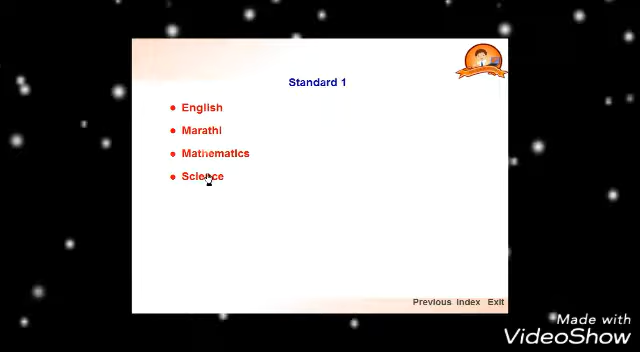 Standard 1
English
Marathi
Mathematics
Science
Previous Index Exit
Made with
VideoShow